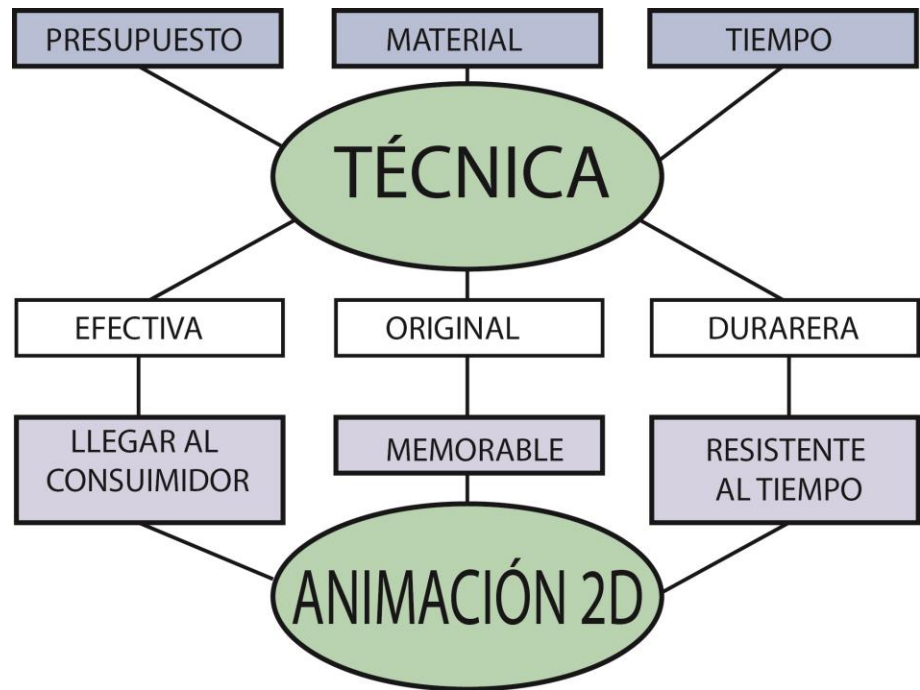 PRESUPUESTO
MATERIAL
TIEMPO
TÉCNICA
EFECTIVA
ORIGINAL
DURARERA
LLEGAR AL
CONSUIMIDOR
MEMORABLE
RESISTENTE
AL TIEMPO
ANIMACIÓN 2D